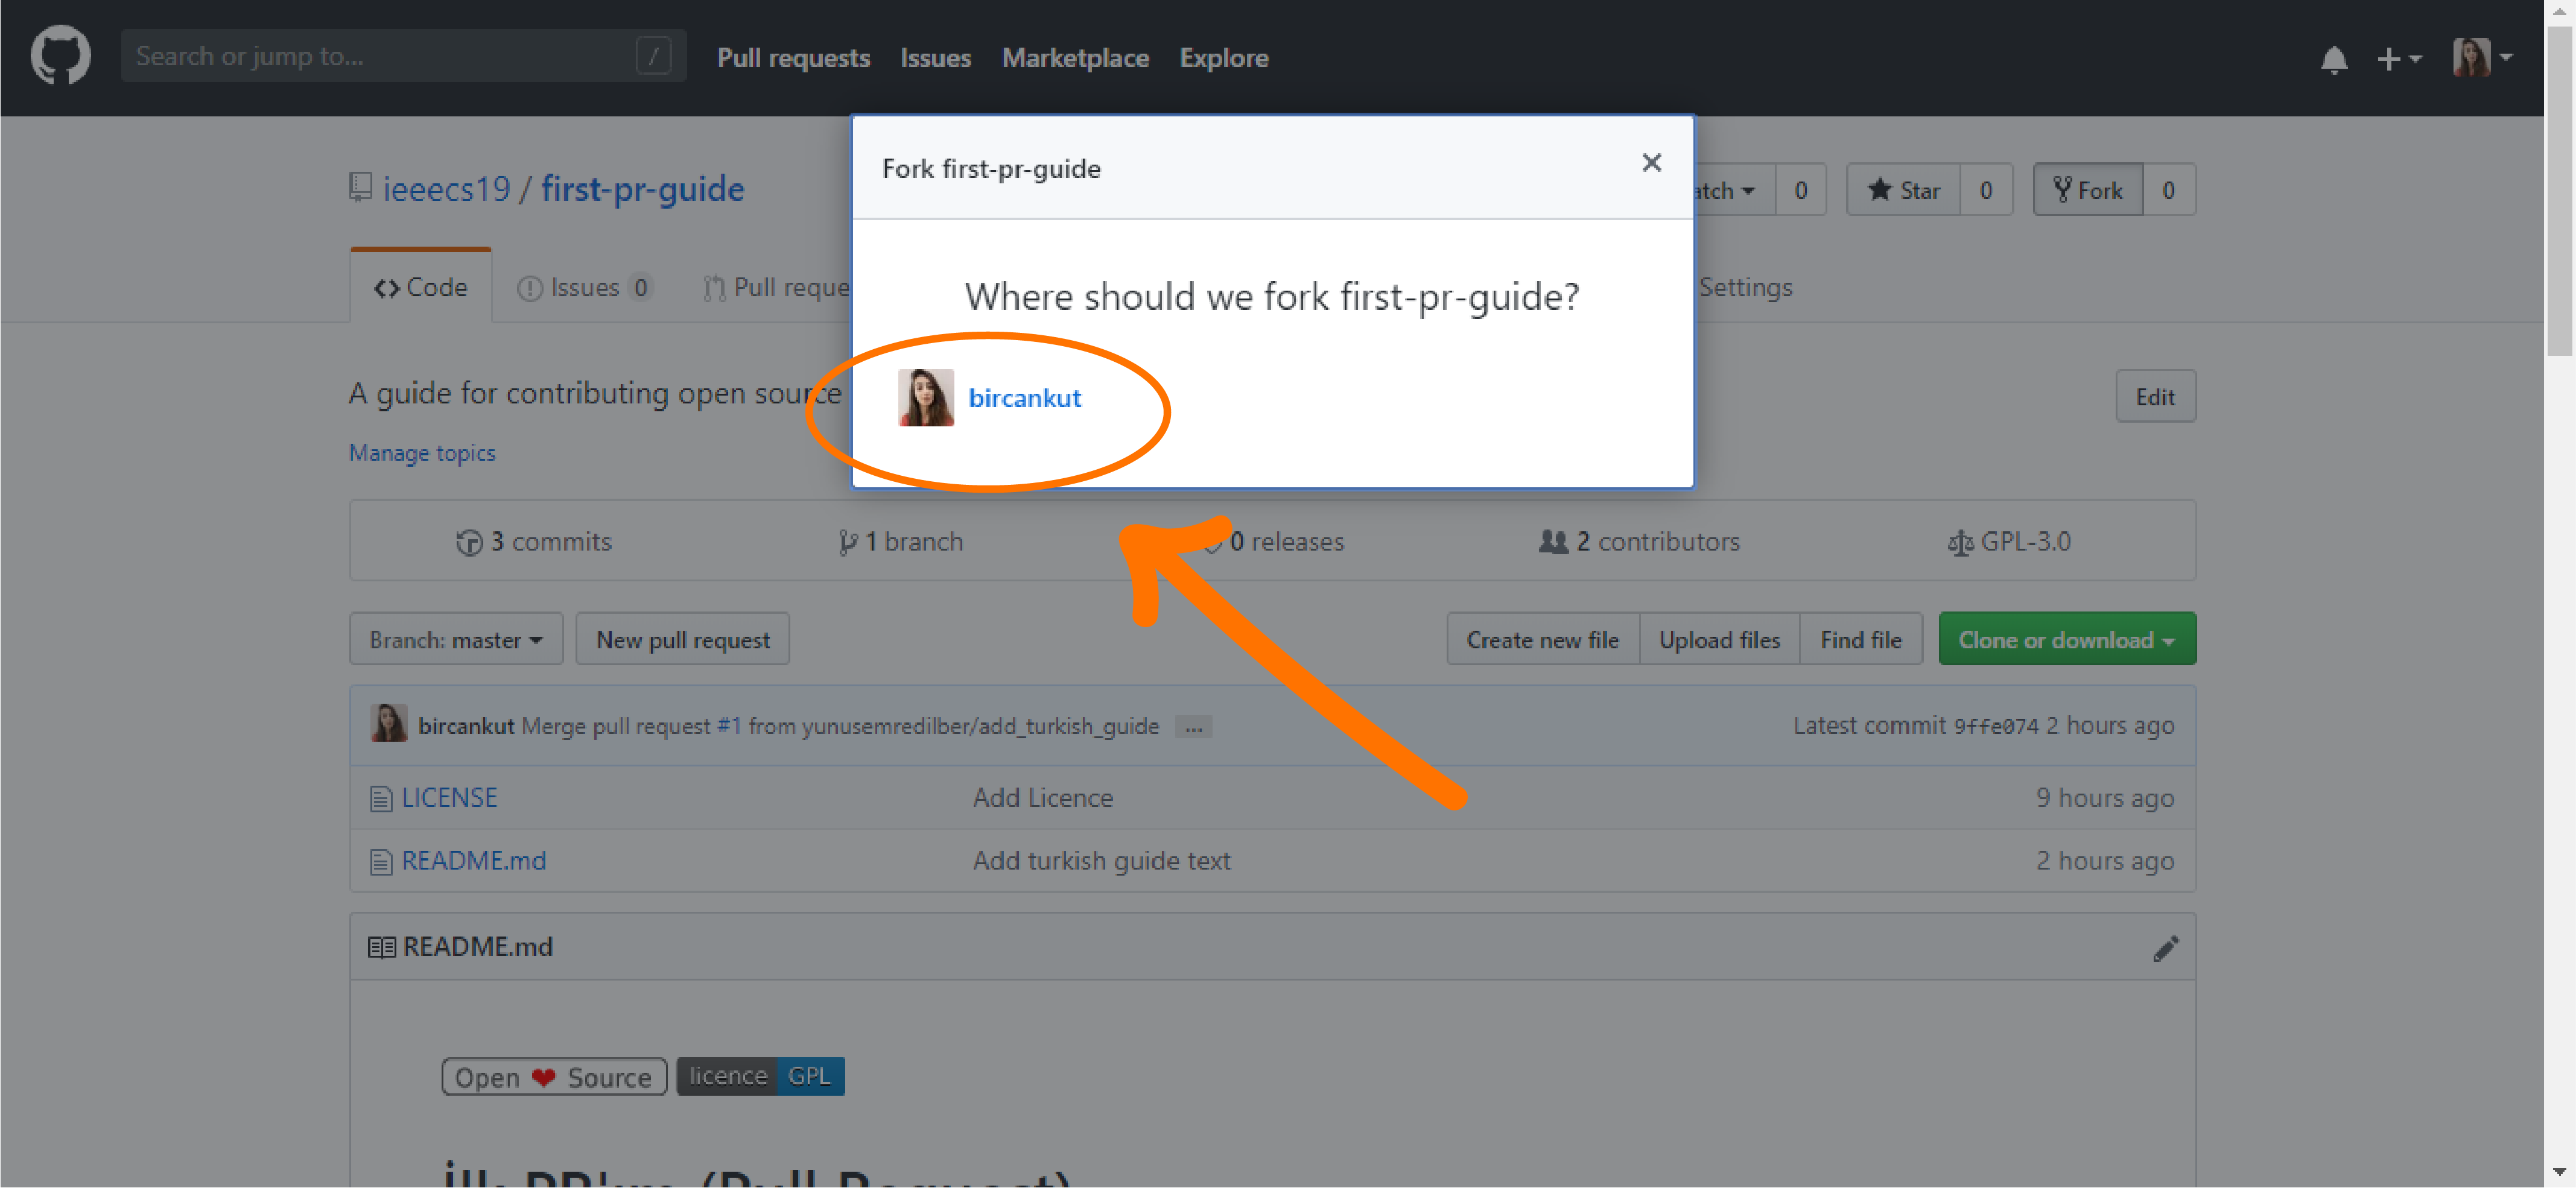 Search or jump to... /
Pull requests Issues Marketplace Explore
Fork first-pr-guide
Where should we fork first-pr-guide?
bircankut
ieeecs19 / first-pr-guide
atch 0 Star 0 Fork 0
Code Issues 0 Pull reque Settings
A guide for contributing open source
Edit
Manage topics
3 commits 1 branch 0 releases 2 contributors GPL-3.0
Branch: master New pull request Create new file Upload files Find file Clone or download
bircankut Merge pull request #1 from yunusemredilber/add_turkish_guide ... Latest commit 9ffe074 2 hours ago
LICENSE Add Licence 9 hours ago
README.md Add turkish guide text 2 hours ago
README.md
Open ❤ Source licence GPL
İlk PR'ım (Pull Request)